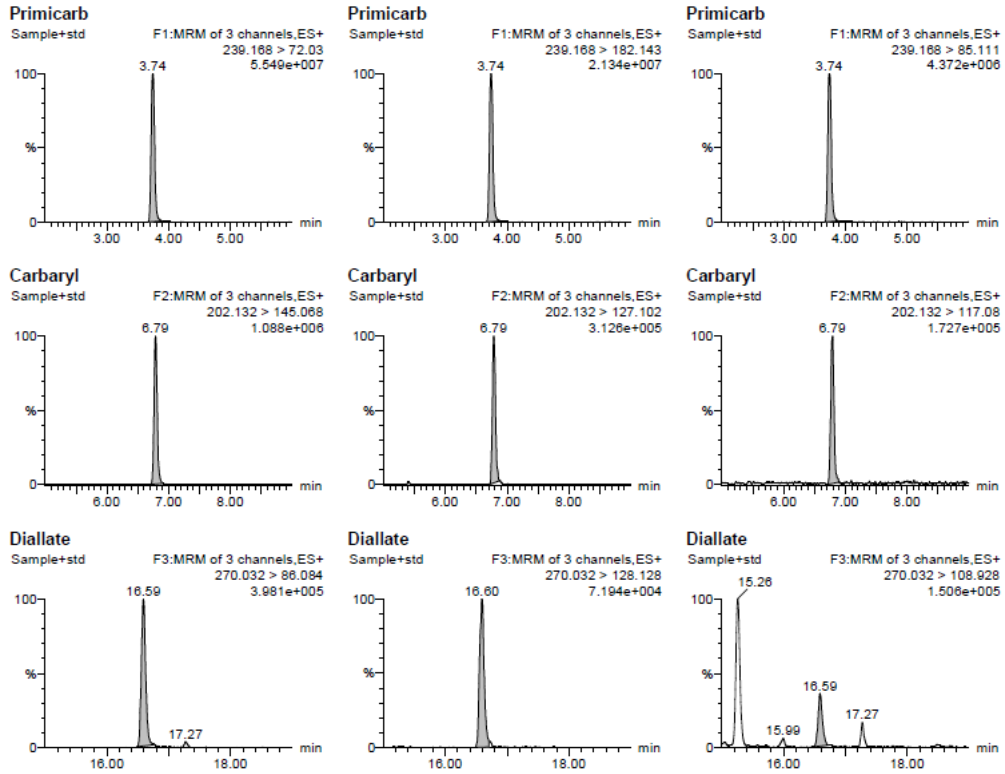 Primicarb
Sample+std
F1:MRM of 3 channels,ES+
239.168 > 72.03
5.549e+007
3.74
100
%
0
3.00 4.00 5.00 min
Primicarb
Sample+std
F1:MRM of 3 channels,ES+
239.168 > 182.143
2.134e+007
3.74
100
%
0
3.00 4.00 5.00 min
Primicarb
Sample+std
F1:MRM of 3 channels,ES+
239.168 > 85.111
4.372e+006
3.74
100
%
0
3.00 4.00 5.00 min
Carbaryl
Sample+std
F2:MRM of 3 channels,ES+
202.132 > 145.068
1.088e+006
6.79
100
%
0
6.00 7.00 8.00 min
Carbaryl
Sample+std
F2:MRM of 3 channels,ES+
202.132 > 127.102
3.126e+005
6.79
100
%
0
6.00 7.00 8.00 min
Carbaryl
Sample+std
F2:MRM of 3 channels,ES+
202.132 > 117.08
1.727e+005
6.79
100
%
0
6.00 7.00 8.00 min
Diallate
Sample+std
F3:MRM of 3 channels,ES+
270.032 > 86.084
3.981e+005
16.59
100
%
17.27
0
16.00 18.00 min
Diallate
Sample+std
F3:MRM of 3 channels,ES+
270.032 > 128.128
7.194e+004
16.60
100
%
0
16.00 18.00 min
Diallate
Sample+std
F3:MRM of 3 channels,ES+
270.032 > 108.928
1.506e+005
15.26
100
%
16.59
15.99
17.27
0
16.00 18.00 min